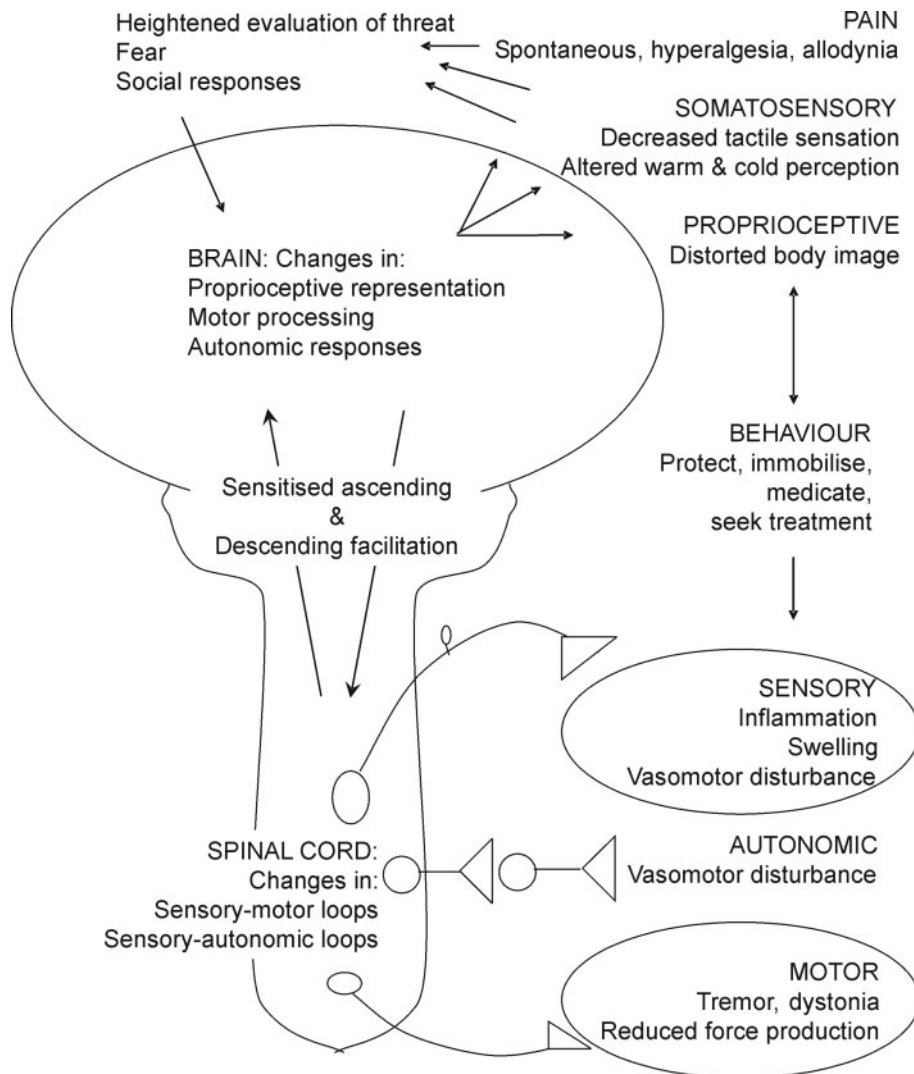 Heightened evaluation of threat
Fear
Social responses
PAIN
Spontaneous, hyperalgesia, allodynia
SOMATOSENSORY
Decreased tactile sensation
Altered warm & cold perception
PROPRIOCEPTIVE
Distorted body image
BRAIN: Changes in:
Proprioceptive representation
Motor processing
Autonomic responses
BEHAVIOUR
Protect, immobilise,
medicate,
seek treatment
Sensitised ascending
&
Descending facilitation
SENSORY
Inflammation
Swelling
Vasomotor disturbance
SPINAL CORD:
Changes in:
Sensory-motor loops
Sensory-autonomic loops
AUTONOMIC
Vasomotor disturbance
MOTOR
Tremor, dystonia
Reduced force production